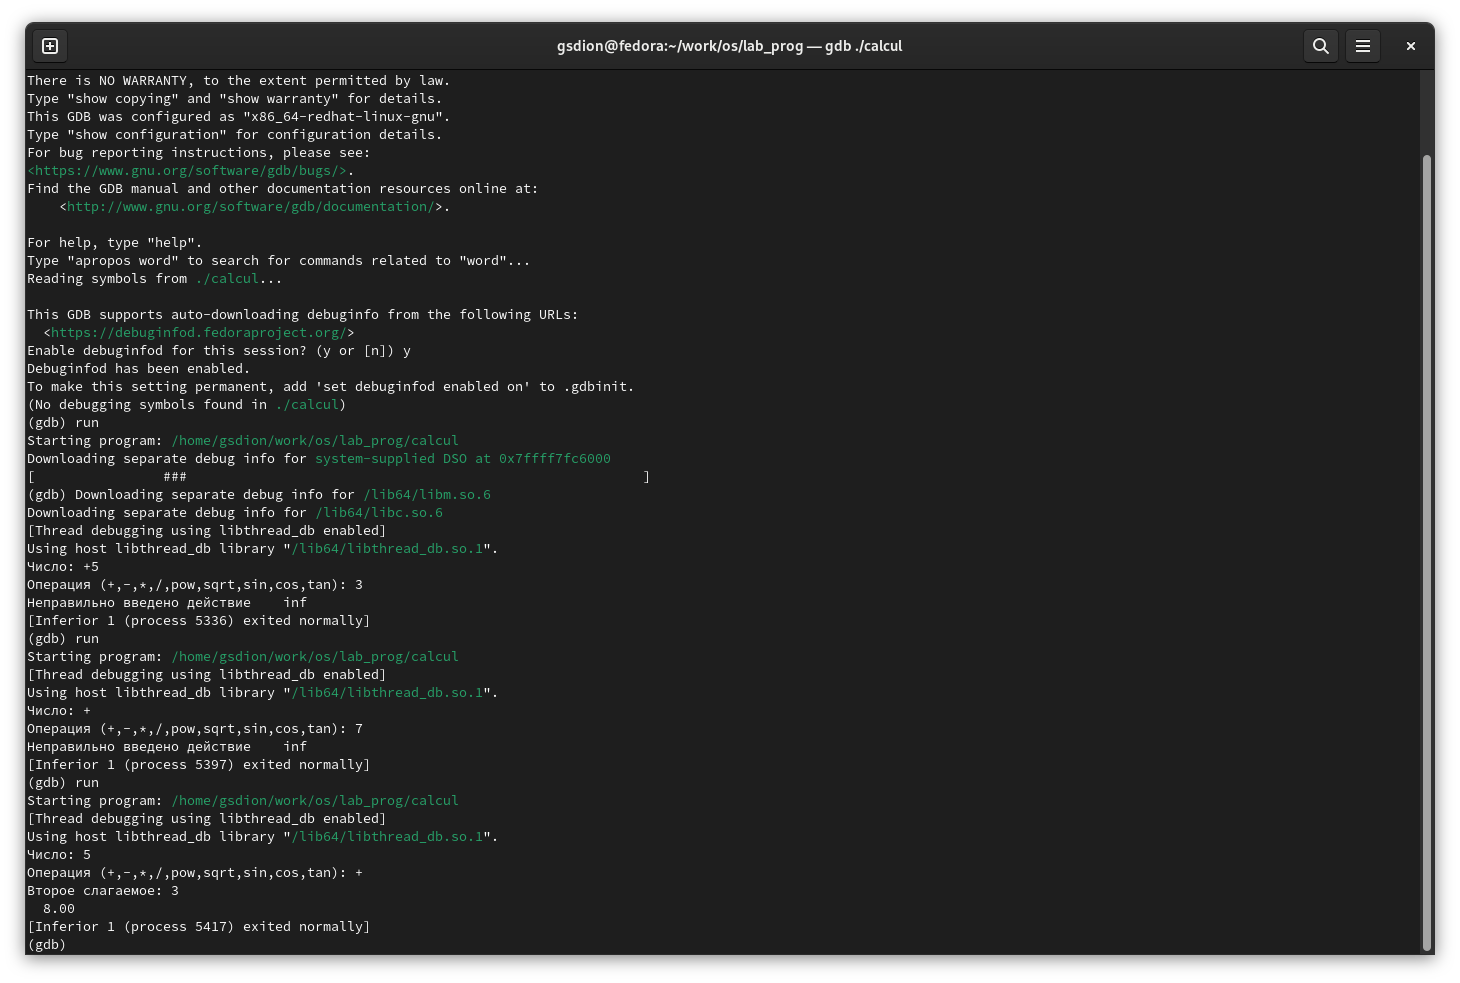 gsdion@fedora:~/work/os/lab_prog — gdb ./calcul
There is NO WARRANTY, to the extent permitted by law.
Type "show copying" and "show warranty" for details.
This GDB was configured as "x86_64-redhat-linux-gnu".
Type "show configuration" for configuration details.
For bug reporting instructions, please see:
<https://www.gnu.org/software/gdb/bugs/>.
Find the GDB manual and other documentation resources online at:
    <http://www.gnu.org/software/gdb/documentation/>.
For help, type "help".
Type "apropos word" to search for commands related to "word"...
Reading symbols from ./calcul...
This GDB supports auto-downloading debuginfo from the following URLs:
  <https://debuginfod.fedoraproject.org/>
Enable debuginfod for this session? (y or [n]) y
Debuginfod has been enabled.
To make this setting permanent, add 'set debuginfod enabled on' to .gdbinit.
(No debugging symbols found in ./calcul)
(gdb) run
Starting program: /home/gsdion/work/os/lab_prog/calcul
Downloading separate debug info for system-supplied DSO at 0x7ffff7fc6000
[                ###                                                         ]
(gdb) Downloading separate debug info for /lib64/libm.so.6
Downloading separate debug info for /lib64/libc.so.6
[Thread debugging using libthread_db enabled]
Using host libthread_db library "/lib64/libthread_db.so.1".
Число: +5
Операция (+,-,*,/,pow,sqrt,sin,cos,tan): 3
Неправильно введено действие    inf
[Inferior 1 (process 5336) exited normally]
(gdb) run
Starting program: /home/gsdion/work/os/lab_prog/calcul
[Thread debugging using libthread_db enabled]
Using host libthread_db library "/lib64/libthread_db.so.1".
Число: +
Операция (+,-,*,/,pow,sqrt,sin,cos,tan): 7
Неправильно введено действие    inf
[Inferior 1 (process 5397) exited normally]
(gdb) run
Starting program: /home/gsdion/work/os/lab_prog/calcul
[Thread debugging using libthread_db enabled]
Using host libthread_db library "/lib64/libthread_db.so.1".
Число: 5
Операция (+,-,*,/,pow,sqrt,sin,cos,tan): +
Второе слагаемое: 3
  8.00
[Inferior 1 (process 5417) exited normally]
(gdb)